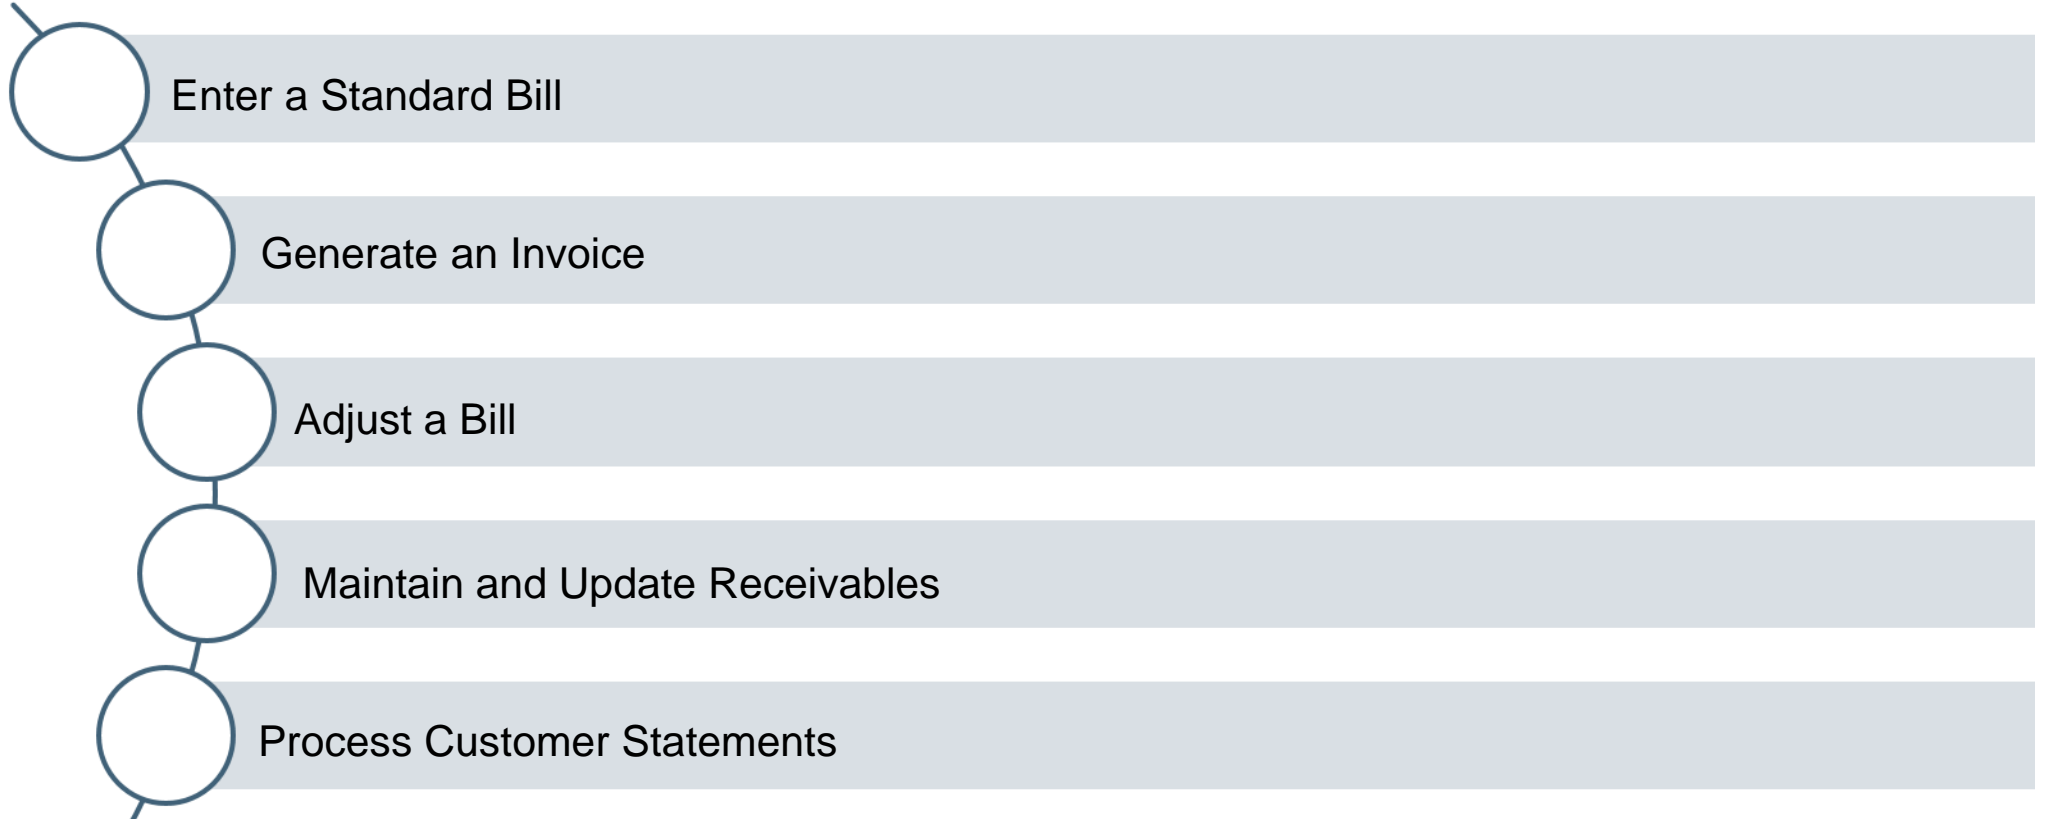 Enter a Standard Bill
Generate an Invoice
Adjust a Bill
Maintain and Update Receivables
Process Customer Statements